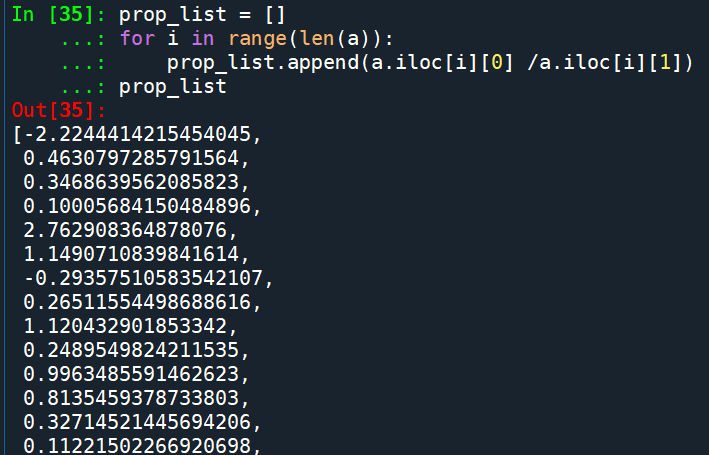 In [35]: prop_list = []
    ...: for i in range(len(a)):
    ...:     prop_list.append(a.iloc[i][0] /a.iloc[i][1])
    ...: prop_list
Out[35]:
[-2.2244414215454045,
 0.4630797285791564,
 0.3468639562085823,
 0.10005684150484896,
 2.762908364878076,
 1.1490710839841614,
 -0.29357510583542107,
 0.26511554498688616,
 1.120432901853342,
 0.2489549824211535,
 0.9963485591462623,
 0.8135459378733803,
 0.32714521445694206,
 0.11221502266920698,